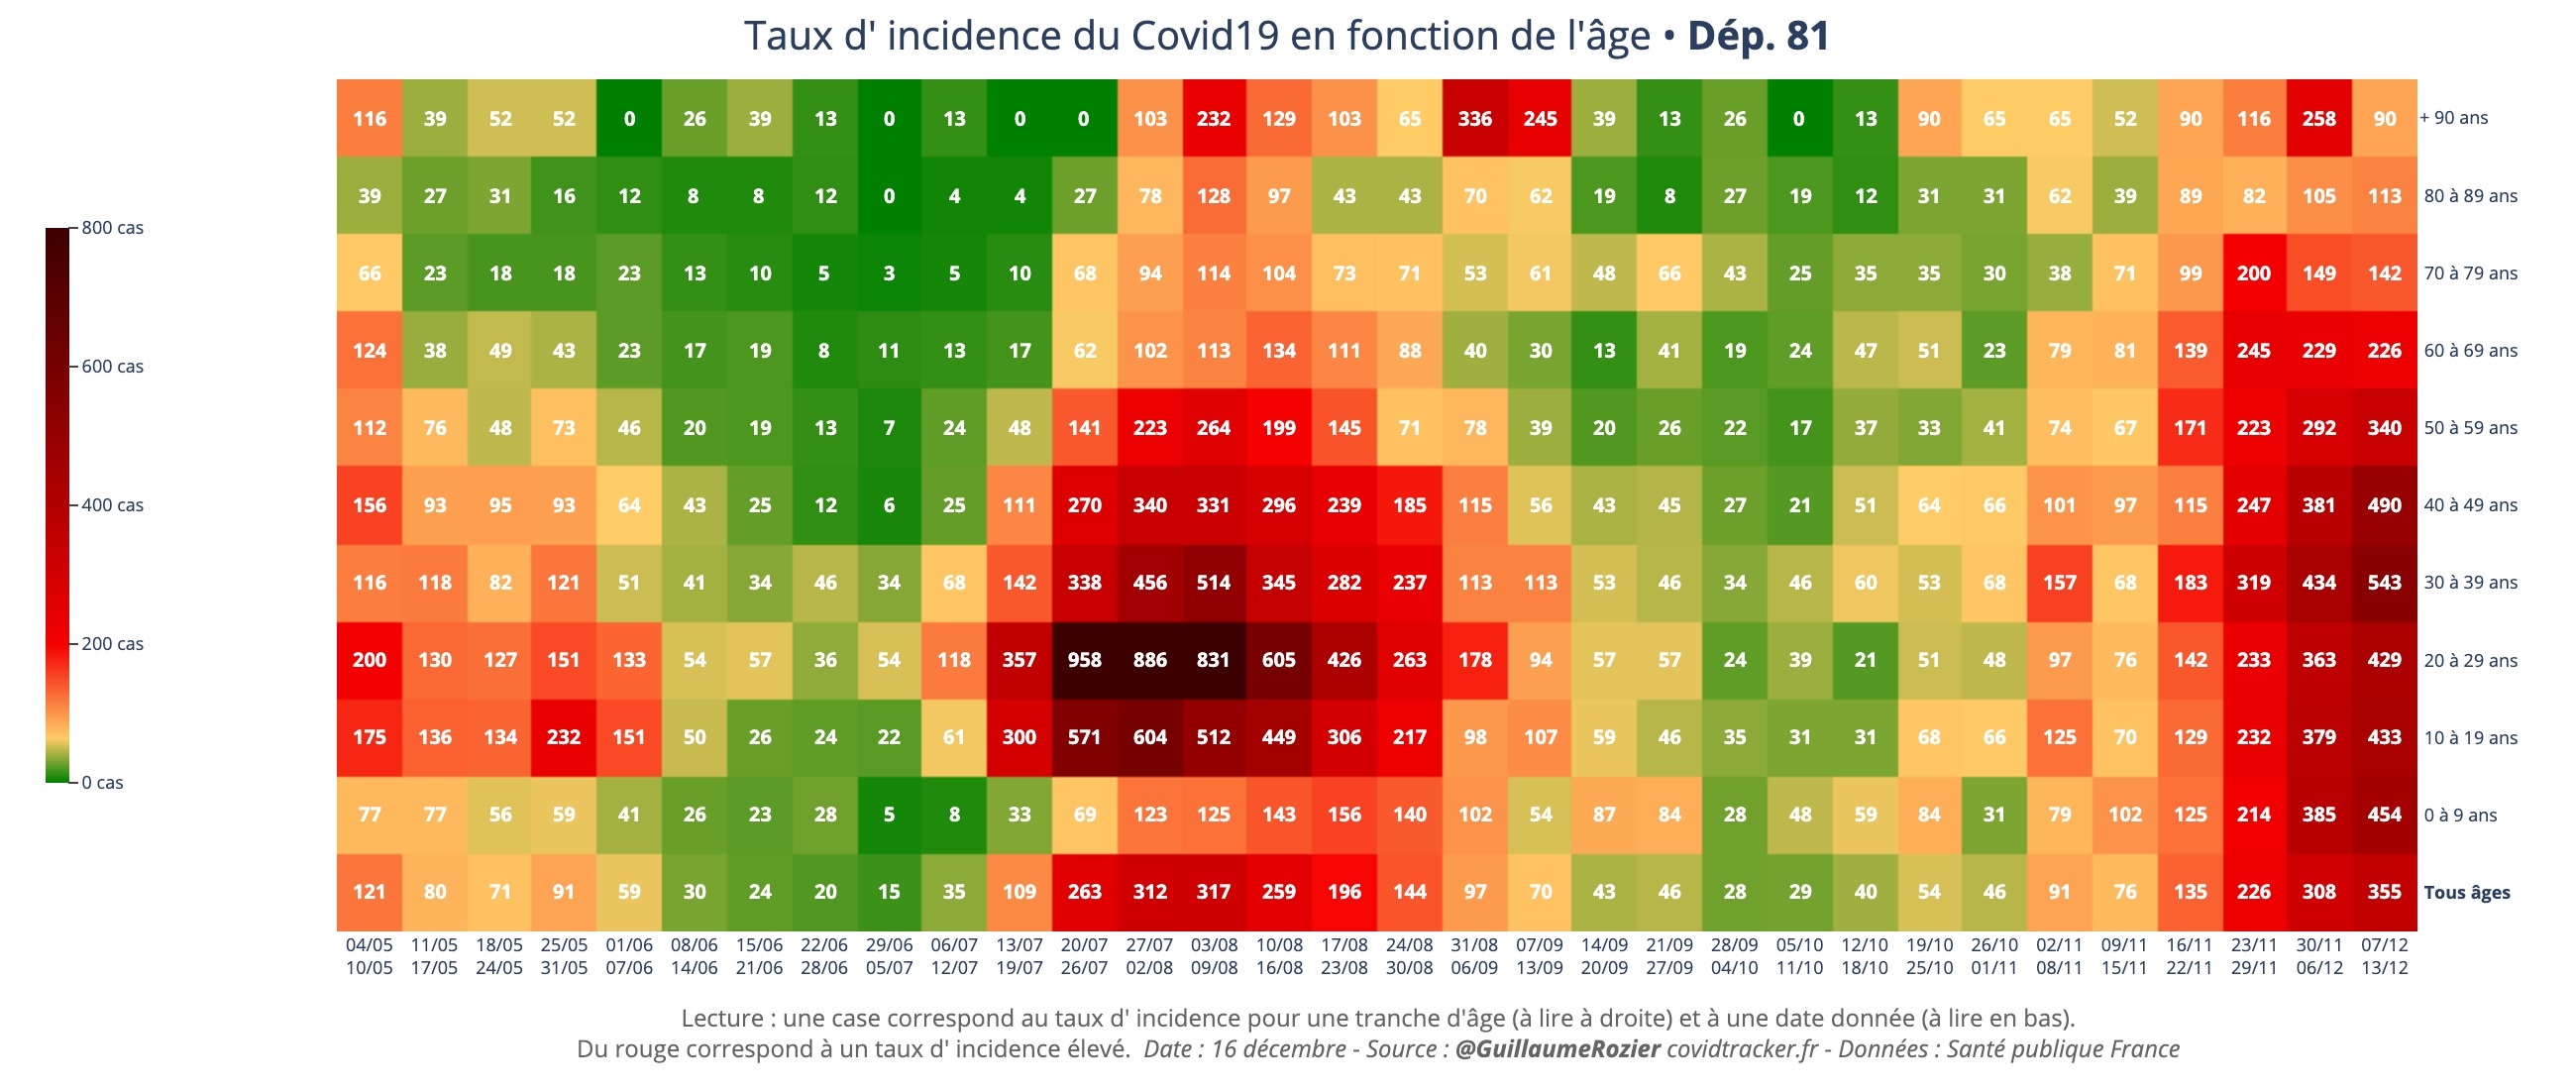 Taux d' incidence du Covid19 en fonction de l'âge • Dép. 81
800 cas
600 cas
400 cas
200 cas
0 cas
116 39 52 52 0 26 39 13 0 13 0 0 103 232 129 103 65 336 245 39 13 26 0 13 90 65 65 52 90 116 258 90 + 90 ans
39 27 31 16 12 8 8 12 0 4 4 27 78 128 97 43 43 70 62 19 8 27 19 12 31 31 62 39 89 82 105 113 80 à 89 ans
66 23 18 18 23 13 10 5 3 5 10 68 94 114 104 73 71 53 61 48 66 43 25 35 35 30 38 71 99 200 149 142 70 à 79 ans
124 38 49 43 23 17 19 8 11 13 17 62 102 113 134 111 88 40 30 13 41 19 24 47 51 23 79 81 139 245 229 226 60 à 69 ans
112 76 48 73 46 20 19 13 7 24 48 141 223 264 199 145 71 78 39 20 26 22 17 37 33 41 74 67 171 223 292 340 50 à 59 ans
156 93 95 93 64 43 25 12 6 25 111 270 340 331 296 239 185 115 56 43 45 27 21 51 64 66 101 97 115 247 381 490 40 à 49 ans
116 118 82 121 51 41 34 46 34 68 142 338 456 514 345 282 237 113 113 53 46 34 46 60 53 68 157 68 183 319 434 543 30 à 39 ans
200 130 127 151 133 54 57 36 54 118 357 958 886 831 605 426 263 178 94 57 57 24 39 21 51 48 97 76 142 233 363 429 20 à 29 ans
175 136 134 232 151 50 26 24 22 61 300 571 604 512 449 306 217 98 107 59 46 35 31 31 68 66 125 70 129 232 379 433 10 à 19 ans
77 77 56 59 41 26 23 28 5 8 33 69 123 125 143 156 140 102 54 87 84 28 48 59 84 31 79 102 125 214 385 454 0 à 9 ans
121 80 71 91 59 30 24 20 15 35 109 263 312 317 259 196 144 97 70 43 46 28 29 40 54 46 91 76 135 226 308 355 Tous âges
04/05 11/05 18/05 25/05 01/06 08/06 15/06 22/06 29/06 06/07 13/07 20/07 27/07 03/08 10/08 17/08 24/08 31/08 07/09 14/09 21/09 28/09 05/10 12/10 19/10 26/10 02/11 09/11 16/11 23/11 30/11 07/12
10/05 17/05 24/05 31/05 07/06 14/06 21/06 28/06 05/07 12/07 19/07 26/07 02/08 09/08 16/08 23/08 30/08 06/09 13/09 20/09 27/09 04/10 11/10 18/10 25/10 01/11 08/11 15/11 22/11 29/11 06/12 13/12
Lecture : une case correspond au taux d' incidence pour une tranche d'âge (à lire à droite) et à une date donnée (à lire en bas).
Du rouge correspond à un taux d' incidence élevé. Date : 16 décembre - Source : @GuillaumeRozier covidtracker.fr - Données : Santé publique France